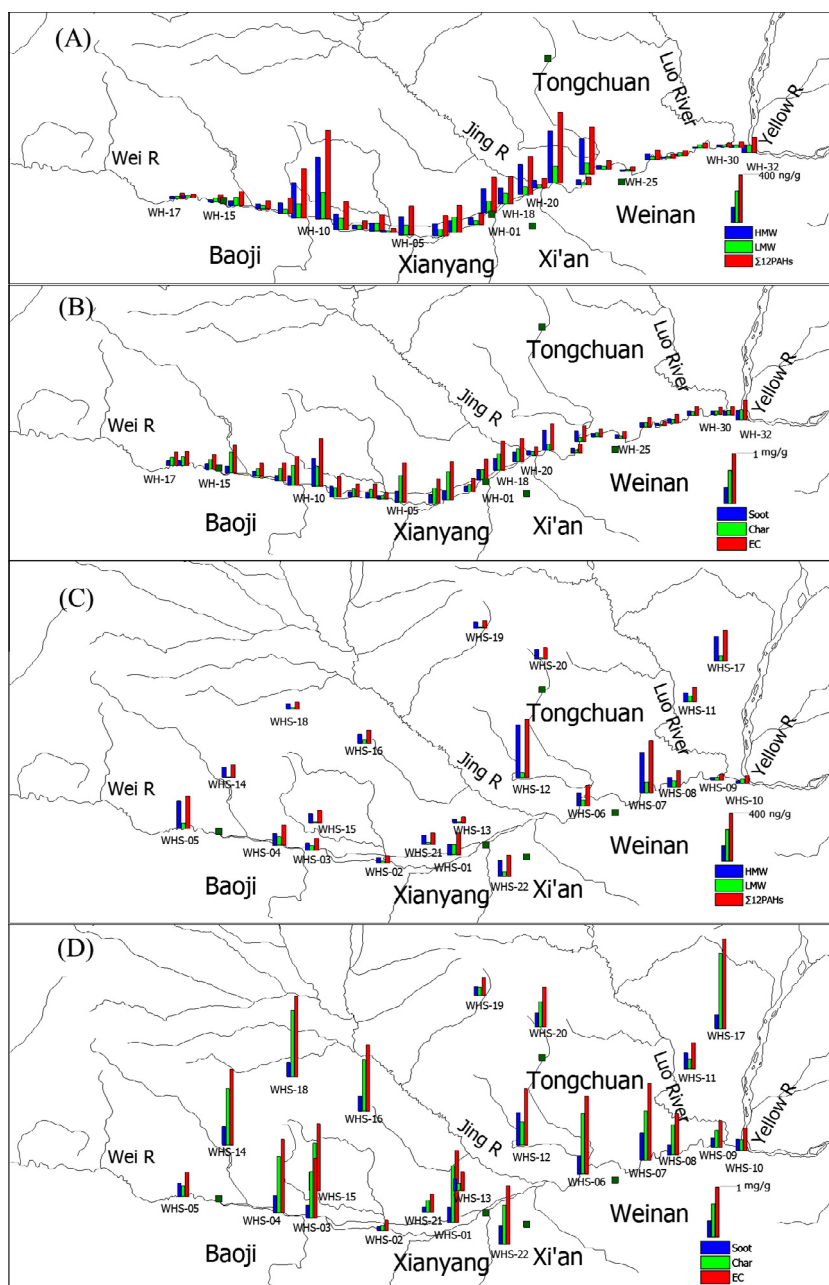 (A)
Tongchuan
Luo River
Yellow R
Jing R
Wei R
WH-30
WH-32
WH-17
WH-15
WH-20
WH-25
WH-18
WH-10
WH-01
WH-05
Weinan
400 ng/g
Baoji
Xianyang
Xi'an
HMW
LMW
Σ12PAHs
(B)
Tongchuan
Luo River
Yellow R
Jing R
Wei R
WH-30
WH-32
WH-20
WH-25
WH-17
WH-15
WH-18
WH-10
WH-01
WH-05
Weinan
1 mg/g
Baoji
Xianyang
Xi'an
Soot
Char
EC
(C)
WHS-19
WHS-20
WHS-17
WHS-18
Tongchuan
WHS-11
Luo River
Yellow R
WHS-16
Jing R
WHS-14
Wei R
WHS-12
WHS-07
WHS-08
WHS-09
WHS-10
WHS-05
WHS-15
WHS-13
WHS-06
WHS-04
WHS-03
WHS-21
WHS-01
WHS-02
WHS-22
Weinan
400 ng/g
Baoji
Xianyang
Xi'an
HMW
LMW
Σ12PAHs
(D)
WHS-19
WHS-20
WHS-17
WHS-18
Tongchuan
WHS-11
Luo River
Yellow R
WHS-16
Jing R
WHS-14
Wei R
WHS-12
WHS-07
WHS-08
WHS-09
WHS-10
WHS-06
WHS-15
WHS-13
WHS-05
WHS-04
WHS-03
WHS-21
WHS-01
WHS-02
WHS-22
Weinan
1 mg/g
Baoji
Xianyang
Xi'an
Soot
Char
EC